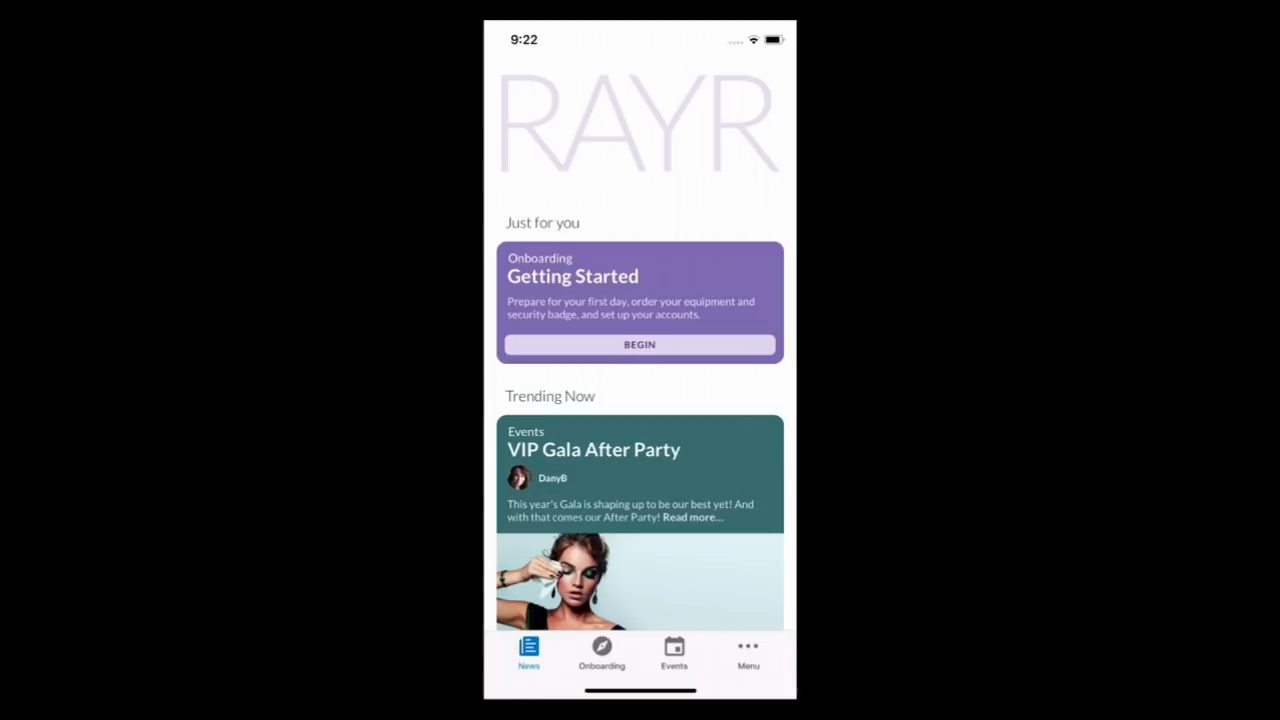 9:22
RAYR
Just for you
Onboarding
Getting Started
Prepare for your first day, order your equipment and
security badge, and set up your accounts.
BEGIN
Trending Now
Events
VIP Gala After Party
DanyB
This year's Gala is shaping up to be our best yet! And
with that comes our After Party! Read more...
News
Onboarding
Events
Menu